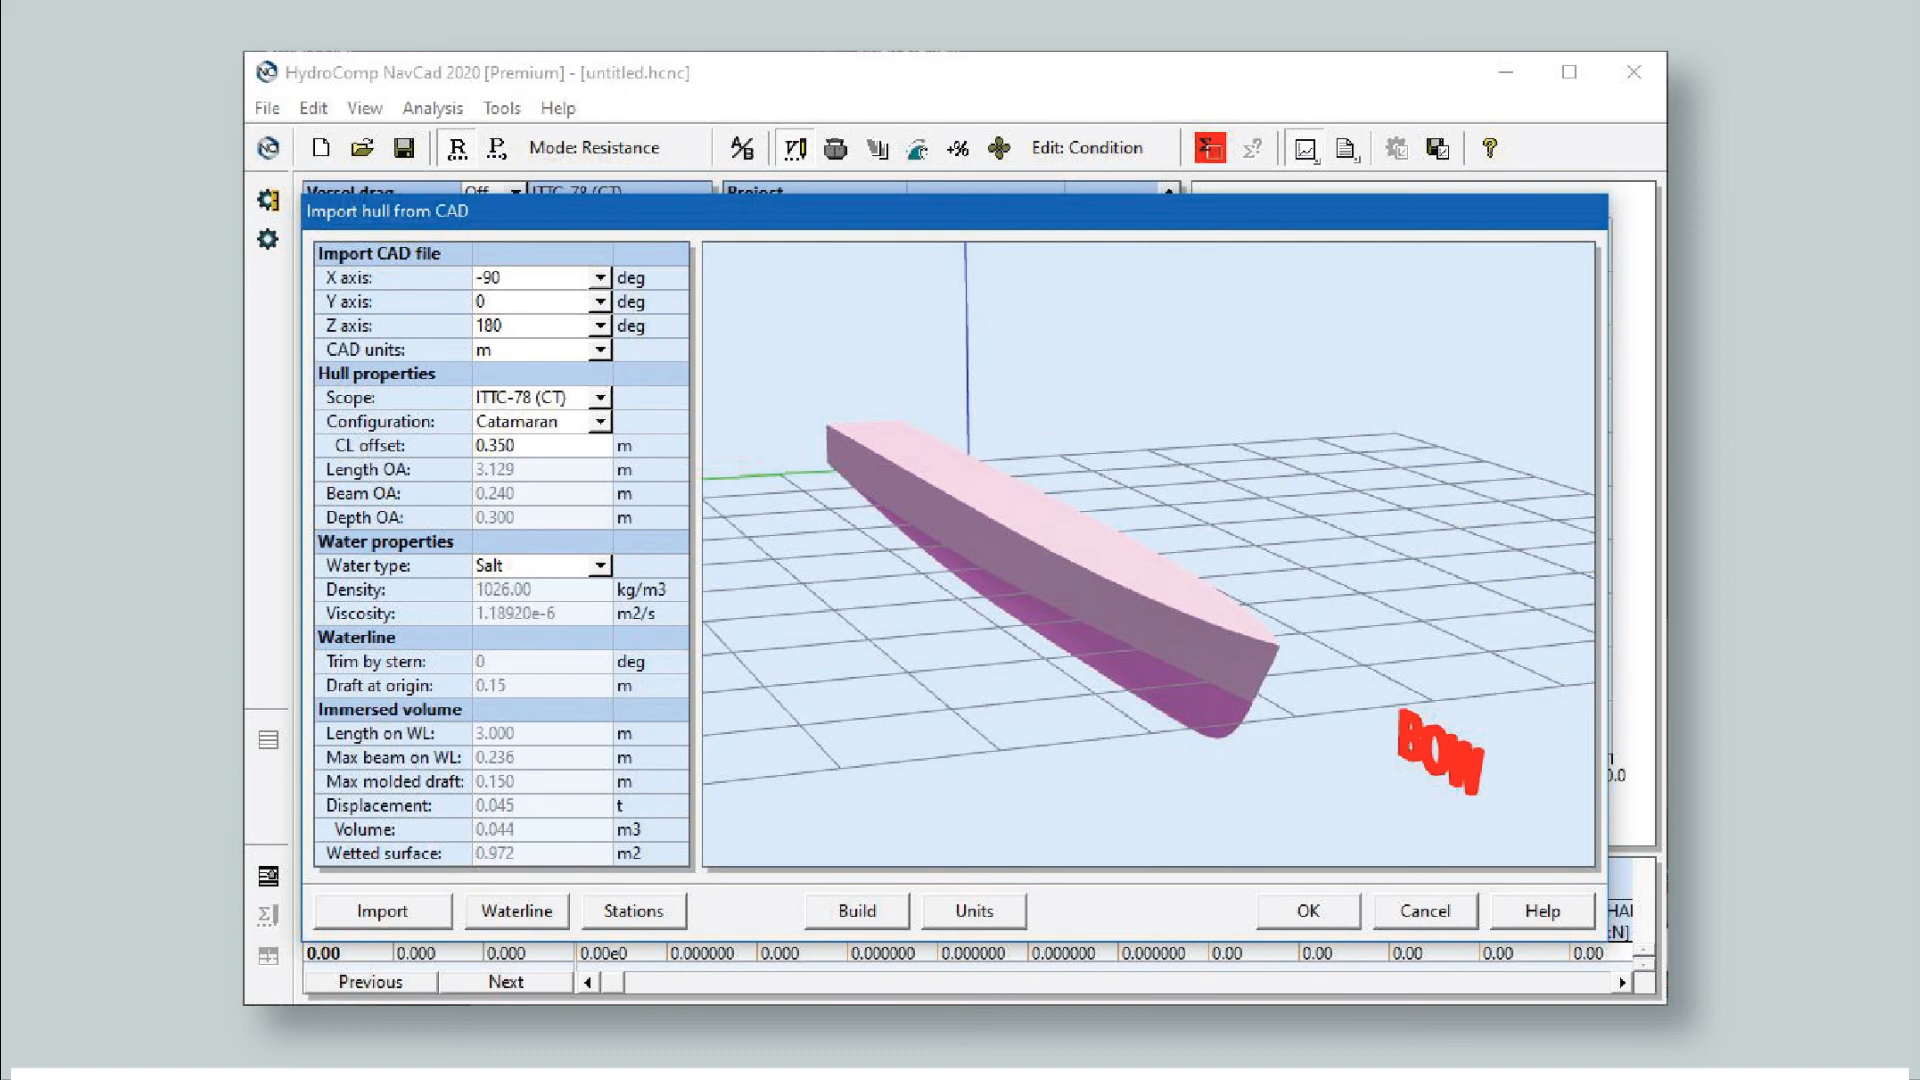 HydroComp NavCad 2020 [Premium] - [untitled.hcnc]
File Edit View Analysis Tools Help
R P Mode: Resistance A/B +% Edit: Condition Σ Σ? ?
Vessel drag Off ITTC-78 (CT) Project
Import hull from CAD
Import CAD file
X axis: -90 deg
Y axis: 0 deg
Z axis: 180 deg
CAD units: m
Hull properties
Scope: ITTC-78 (CT)
Configuration: Catamaran
CL offset: 0.350 m
Length OA: 3.129 m
Beam OA: 0.240 m
Depth OA: 0.300 m
Water properties
Water type: Salt
Density: 1026.00 kg/m3
Viscosity: 1.18920e-6 m2/s
Waterline
Trim by stern: 0 deg
Draft at origin: 0.15 m
Immersed volume
Length on WL: 3.000 m
Max beam on WL: 0.236 m
Max molded draft: 0.150 m
Displacement: 0.045 t
Volume: 0.044 m3
Wetted surface: 0.972 m2
BOW
Import Waterline Stations Build Units OK Cancel Help
0.00 0.000 0.000 0.00e0 0.000000 0.000 0.000000 0.000000 0.000000 0.000000 0.00 0.00 0.00 0.00 0.00
Previous Next